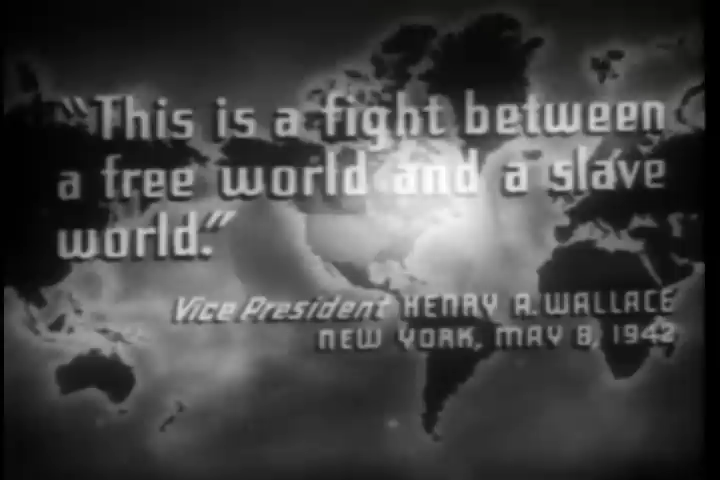 "This is a fight between
a free world and a slave
world."
Vice President HENRY A. WALLACE
NEW YORK, MAY 8, 1942